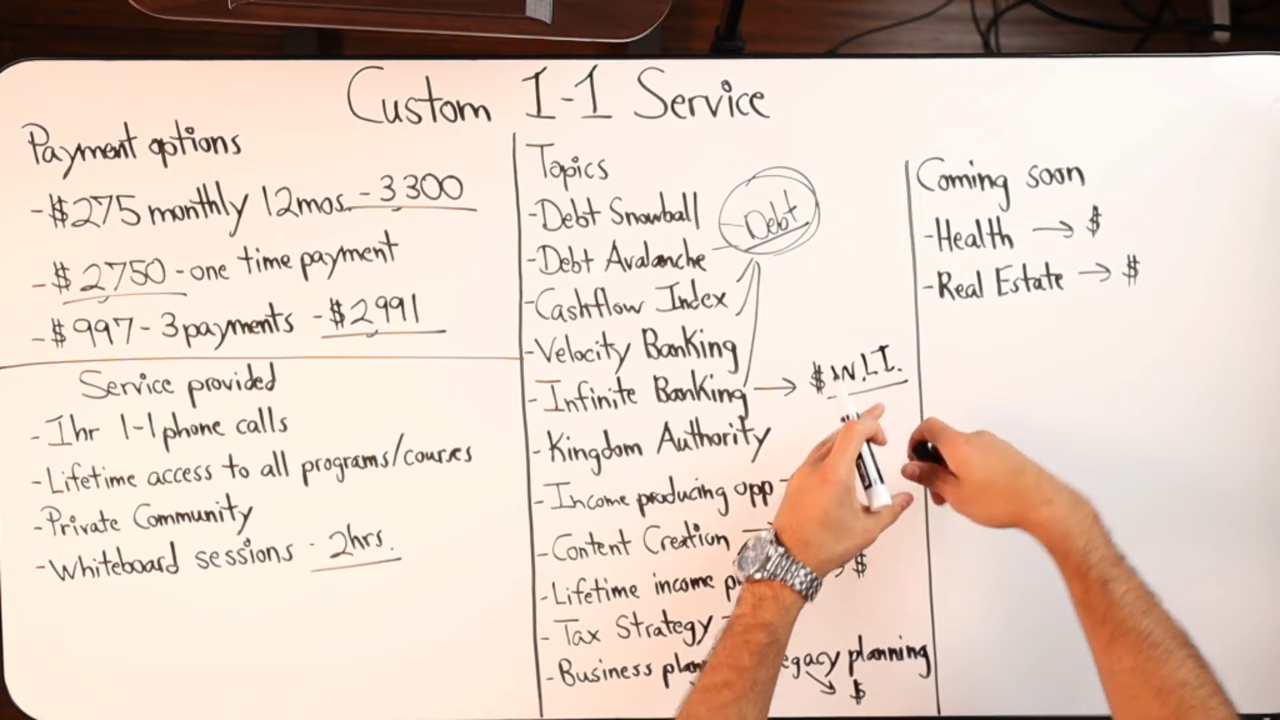 Custom 1-1 Service
Payment options
-$275 monthly 12mos. - 3300
-$2750 - one time payment
-$997 - 3 payments - $2991
Service provided
- 1hr 1-1 phone calls
-Lifetime access to all programs/courses
-Private Community
-Whiteboard sessions - 2hrs.
Topics
-Debt Snowball
-Debt Avalanche
Debt
-Cashflow Index
-Velocity Banking
-Infinite Banking → $ W.L.I.
-Kingdom Authority
-Income producing opp
-Content Creation
-Lifetime income
$
-Tax Strategy
-Business planning
$
Coming soon
-Health → $
-Real Estate → $